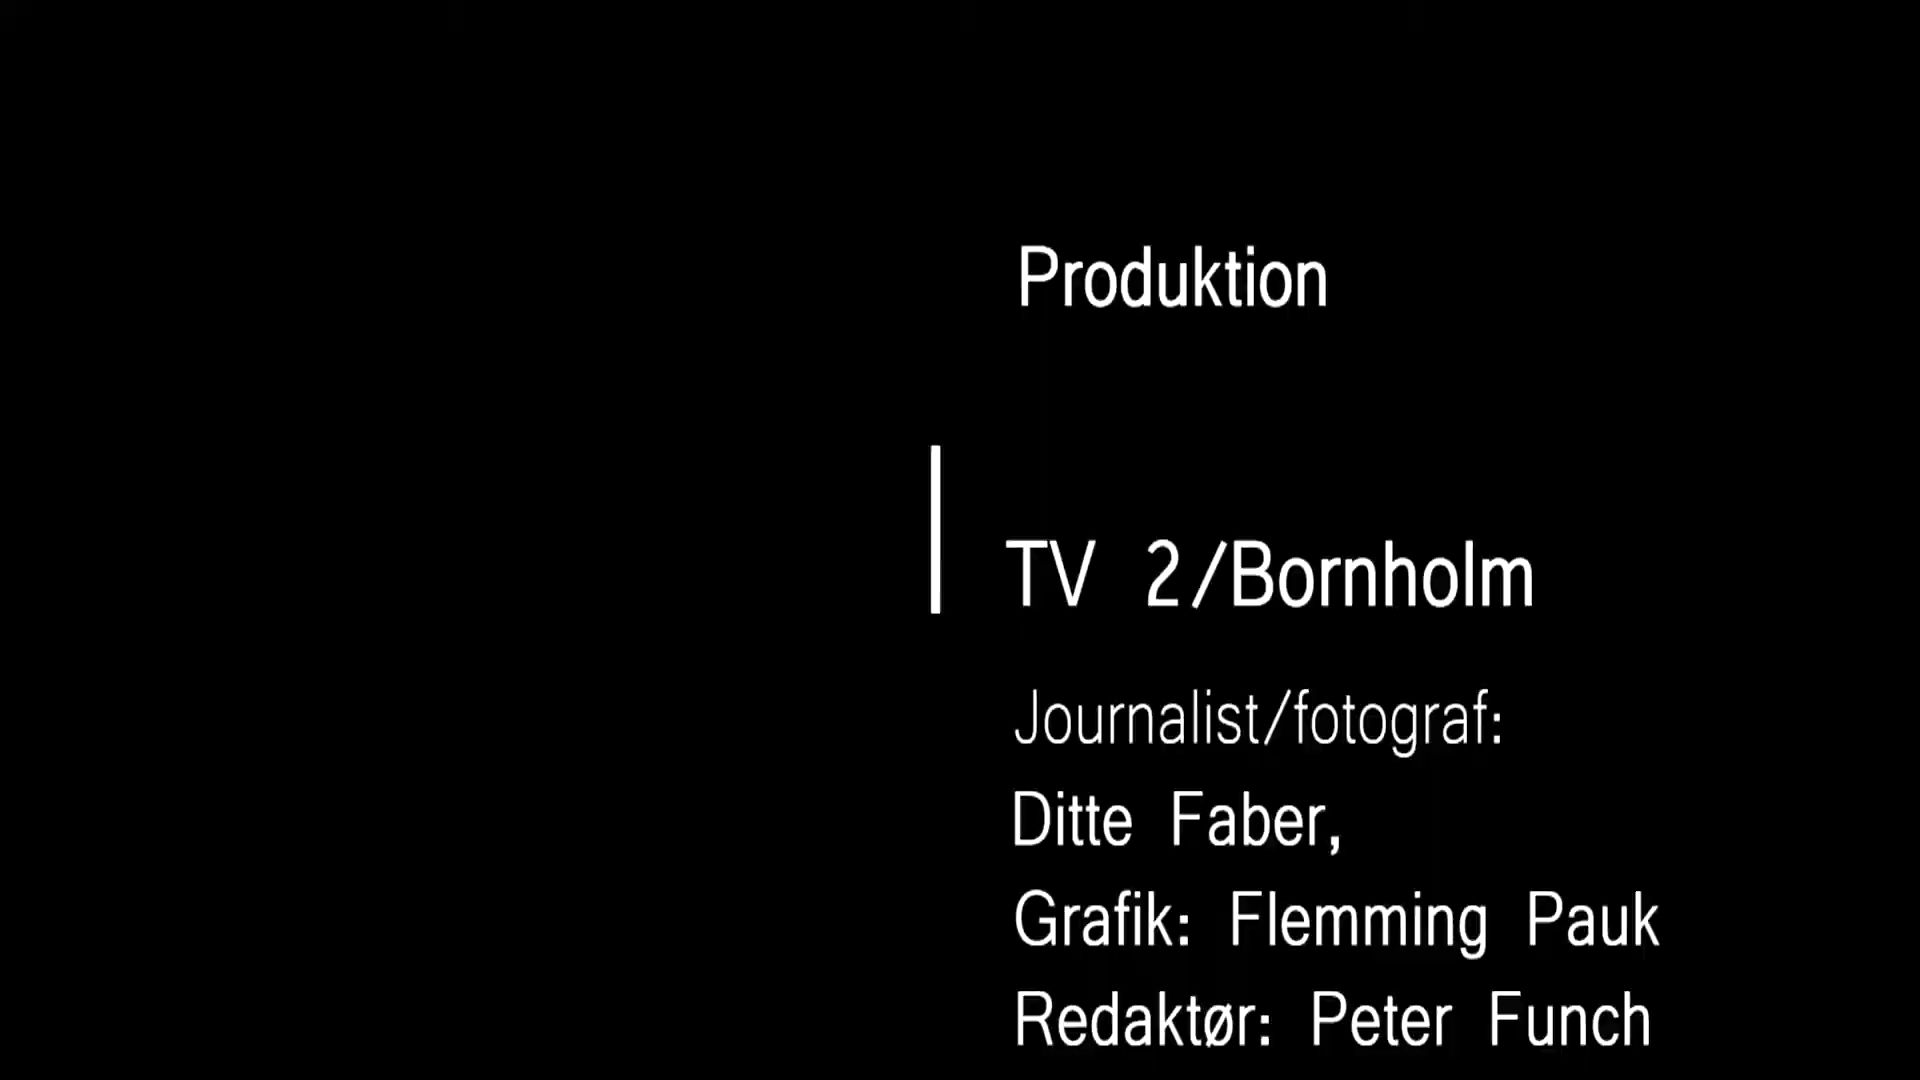 Produktion
TV 2/Bornholm
Journalist/fotograf:
Ditte Faber,
Grafik: Flemming Pauk
Redaktør: Peter Funch